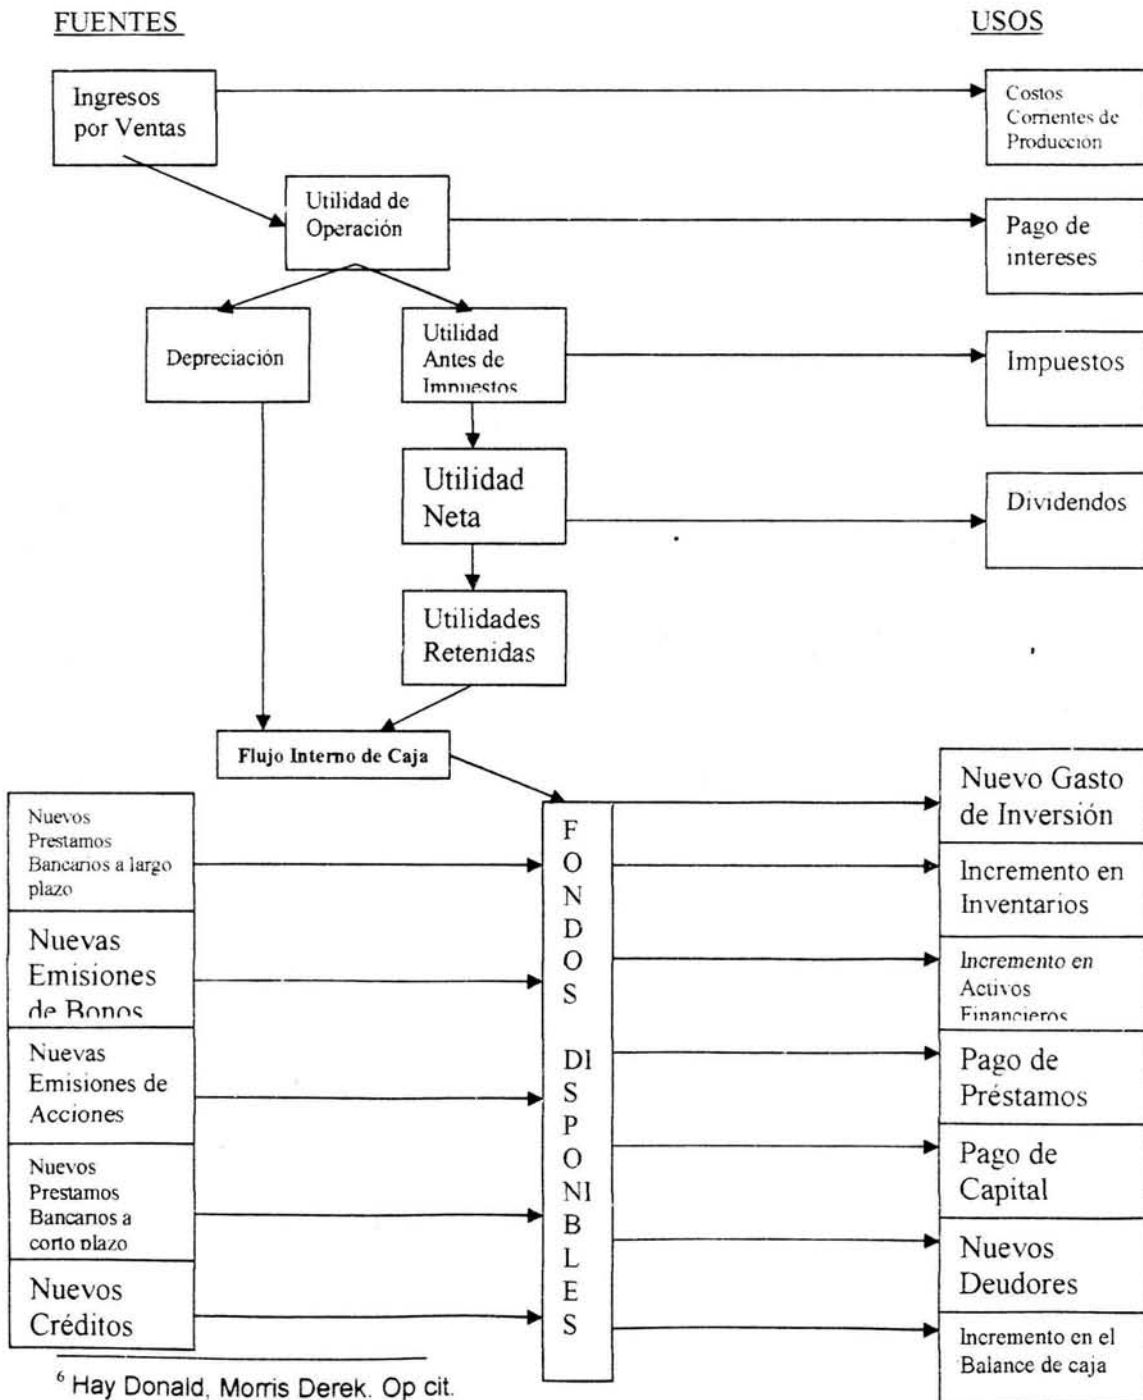 FUENTES
USOS
Ingresos
por Ventas
Costos
Corrientes de
Producción
Utilidad de
Operación
Pago de
intereses
Depreciación
Utilidad
Antes de
Impuestos
Impuestos
Utilidad
Neta
Dividendos
Utilidades
Retenidas
Flujo Interno de Caja
Nuevos
Prestamos
Bancarios a largo
plazo
Nuevas
Emisiones
de Bonos
Nuevas
Emisiones de
Acciones
Nuevos
Prestamos
Bancarios a
corto plazo
Nuevos
Créditos
F
O
N
D
O
S
DI
S
P
O
NI
B
L
E
S
Nuevo Gasto
de Inversión
Incremento en
Inventarios
Incremento en
Activos
Financieros
Pago de
Préstamos
Pago de
Capital
Nuevos
Deudores
Incremento en el
Balance de caja
6 Hay Donald, Morris Derek. Op cit.